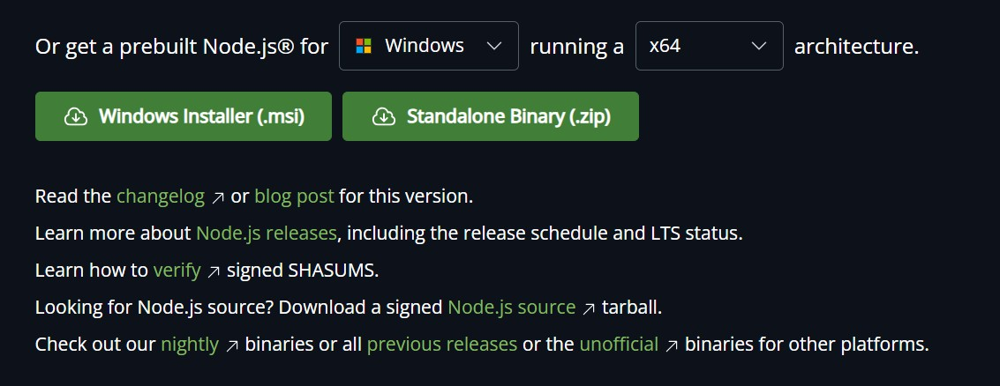 Or get a prebuilt Node.js® for Windows running a x64 architecture.
Windows Installer (.msi) Standalone Binary (.zip)
Read the changelog or blog post for this version.
Learn more about Node.js releases, including the release schedule and LTS status.
Learn how to verify signed SHASUMS.
Looking for Node.js source? Download a signed Node.js source tarball.
Check out our nightly binaries or all previous releases or the unofficial binaries for other platforms.